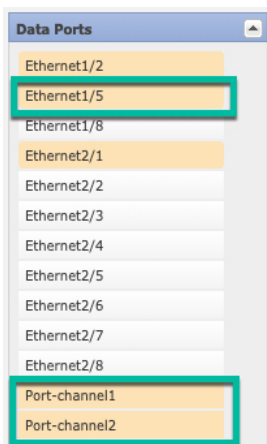 Data Ports
Ethernet1/2
Ethernet1/5
Ethernet1/8
Ethernet2/1
Ethernet2/2
Ethernet2/3
Ethernet2/4
Ethernet2/5
Ethernet2/6
Ethernet2/7
Ethernet2/8
Port-channel1
Port-channel2